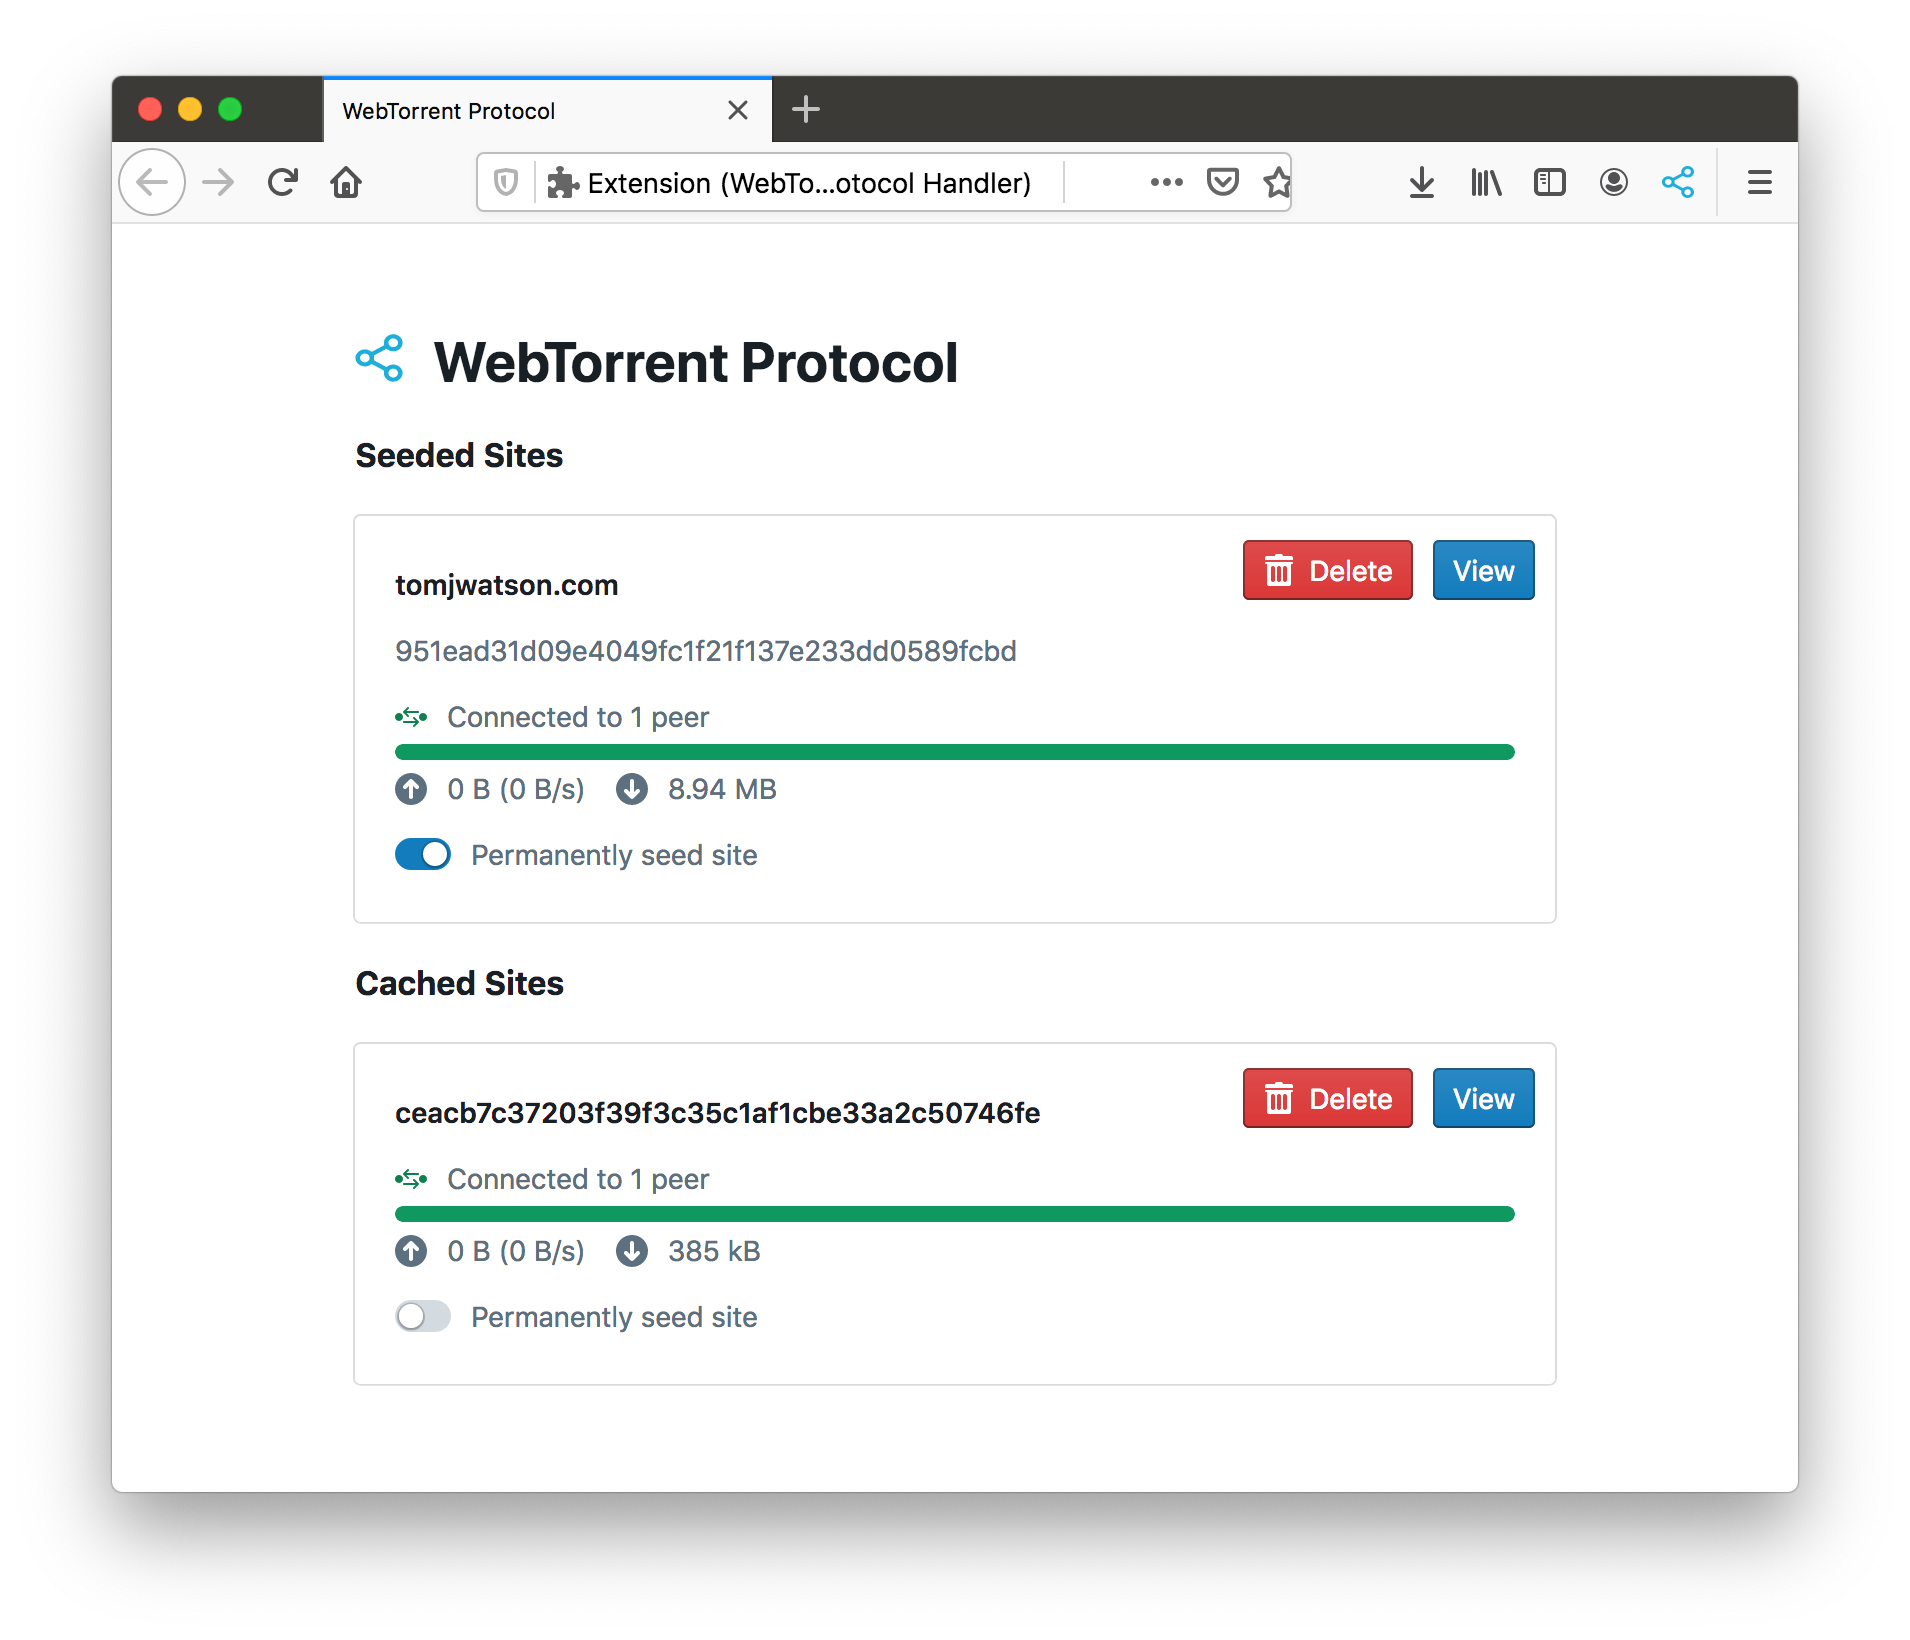 WebTorrent Protocol
Extension (WebTo...otocol Handler)
WebTorrent Protocol
Seeded Sites
tomjwatson.com
Delete
View
951ead31d09e4049fc1f21f137e233dd0589fcbd
Connected to 1 peer
0 B (0 B/s) 8.94 MB
Permanently seed site
Cached Sites
ceacb7c37203f39f3c35c1af1cbe33a2c50746fe
Delete
View
Connected to 1 peer
0 B (0 B/s) 385 kB
Permanently seed site